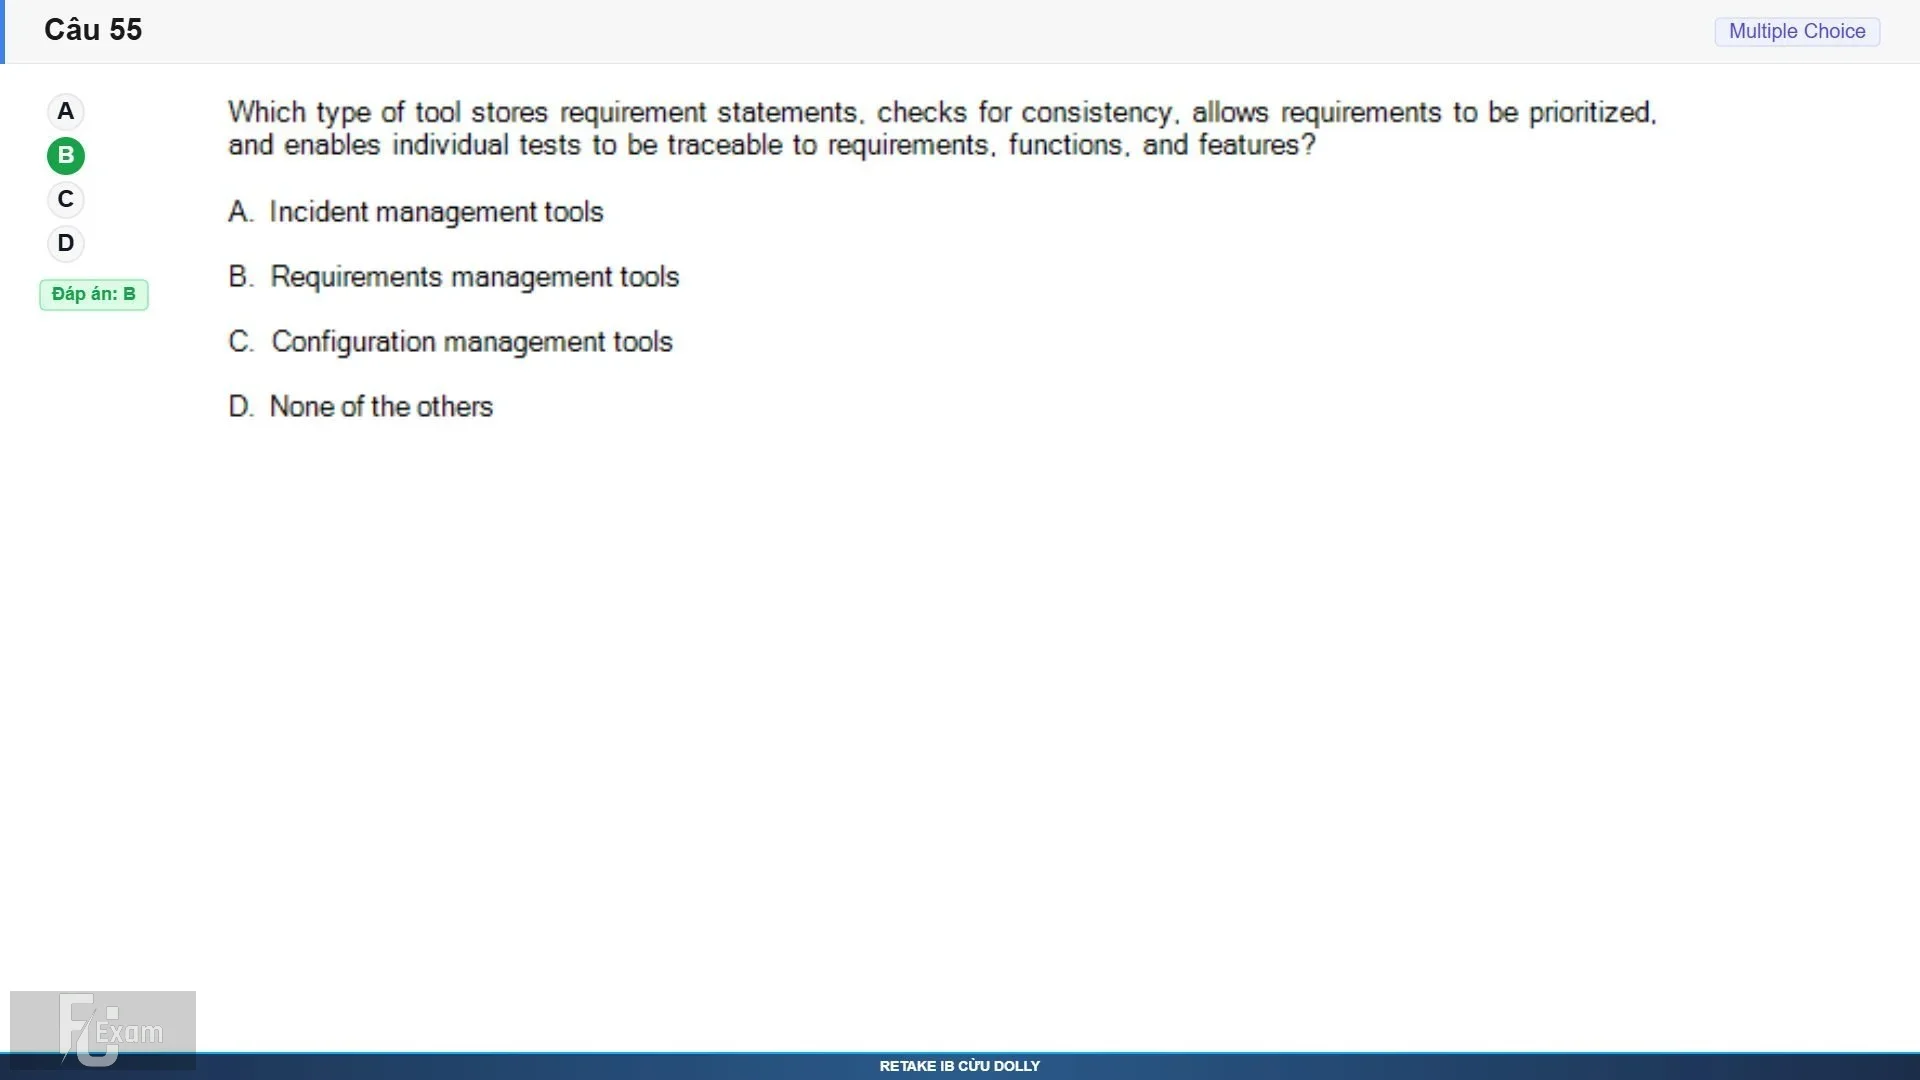 Câu 55
Multiple Choice
A
B
C
D
Đáp án: B
Which type of tool stores requirement statements, checks for consistency, allows requirements to be prioritized,
and enables individual tests to be traceable to requirements, functions, and features?
A. Incident management tools
B. Requirements management tools
C. Configuration management tools
D. None of the others
FU Exam
RETAKE IB CỪU DOLLY